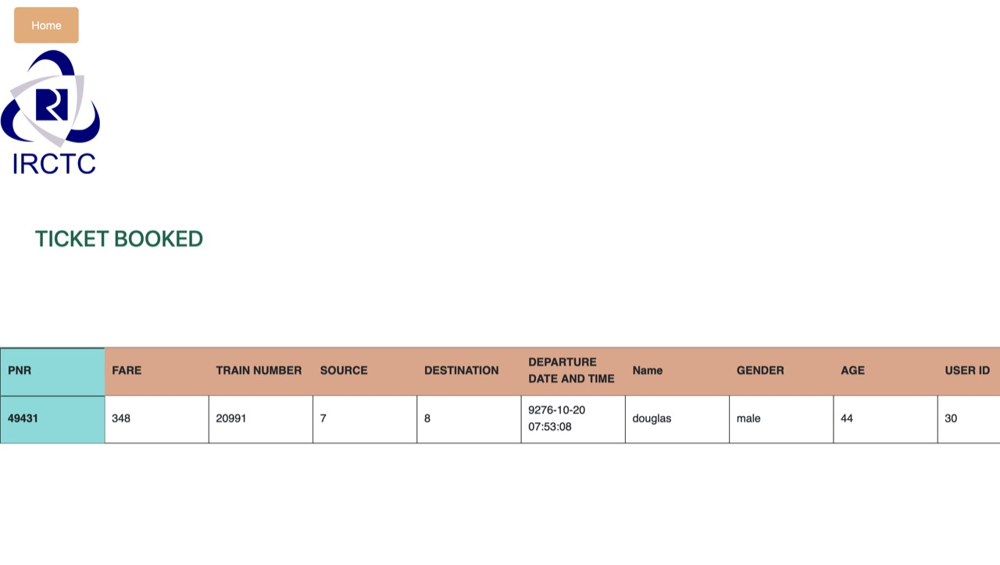 Home
IRCTC
TICKET BOOKED
PNR FARE TRAIN NUMBER SOURCE DESTINATION DEPARTURE DATE AND TIME Name GENDER AGE USER ID
49431 348 20991 7 8 9276-10-20 07:53:08 douglas male 44 30